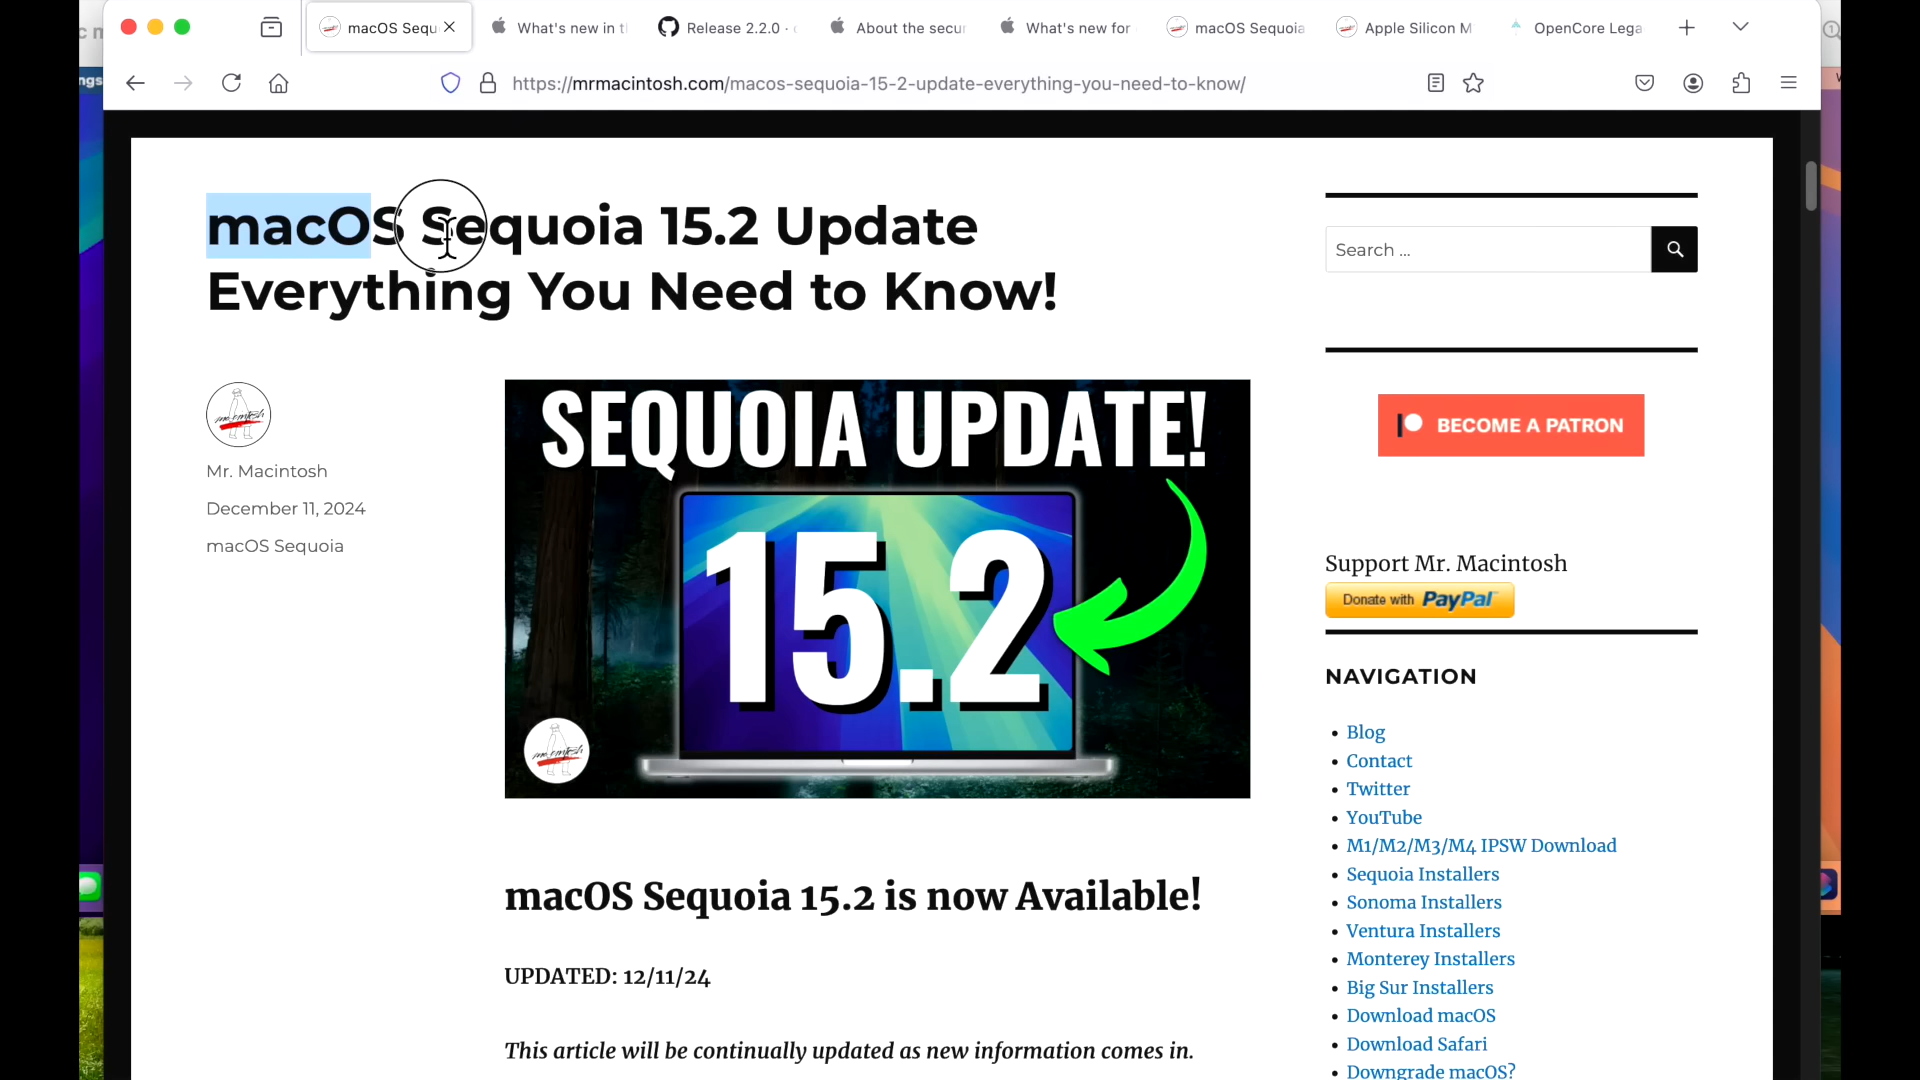 macOS Sequ
What's new in t
Release 2.2.0 ·
About the secur
What's new for
macOS Sequoia
Apple Silicon M
OpenCore Lega
https://mrmacintosh.com/macos-sequoia-15-2-update-everything-you-need-to-know/
macOS Sequoia 15.2 Update
Everything You Need to Know!
Mr. Macintosh
December 11, 2024
macOS Sequoia
SEQUOIA UPDATE!
15.2
macOS Sequoia 15.2 is now Available!
UPDATED: 12/11/24
This article will be continually updated as new information comes in.
Search ...
BECOME A PATRON
Support Mr. Macintosh
Donate with PayPal
NAVIGATION
Blog
Contact
Twitter
YouTube
M1/M2/M3/M4 IPSW Download
Sequoia Installers
Sonoma Installers
Ventura Installers
Monterey Installers
Big Sur Installers
Download macOS
Download Safari
Downgrade macOS?